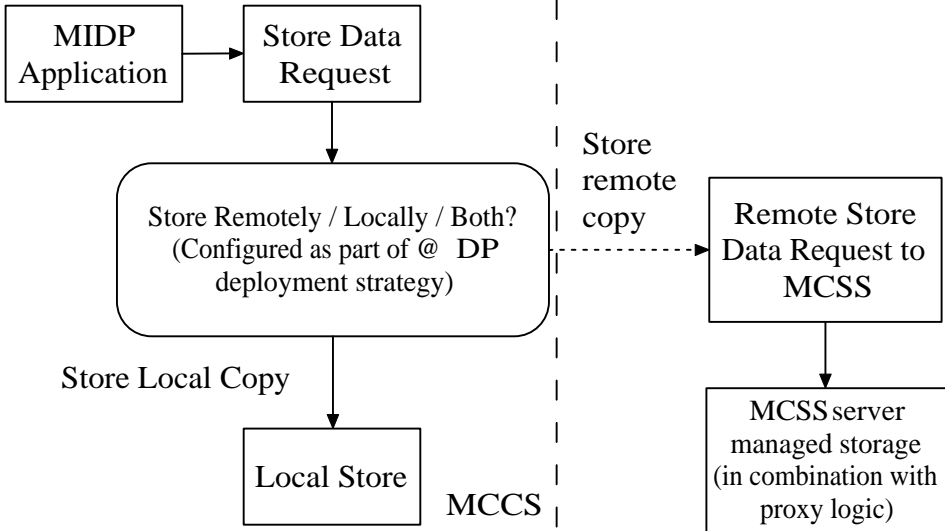 MIDP
Application
Store Data
Request
Store Remotely / Locally / Both?
(Configured as part of @ DP
deployment strategy)
Store
remote
copy
Remote Store
Data Request to
MCSS
Store Local Copy
Local Store
MCCS
MCSS server
managed storage
(in combination with
proxy logic)